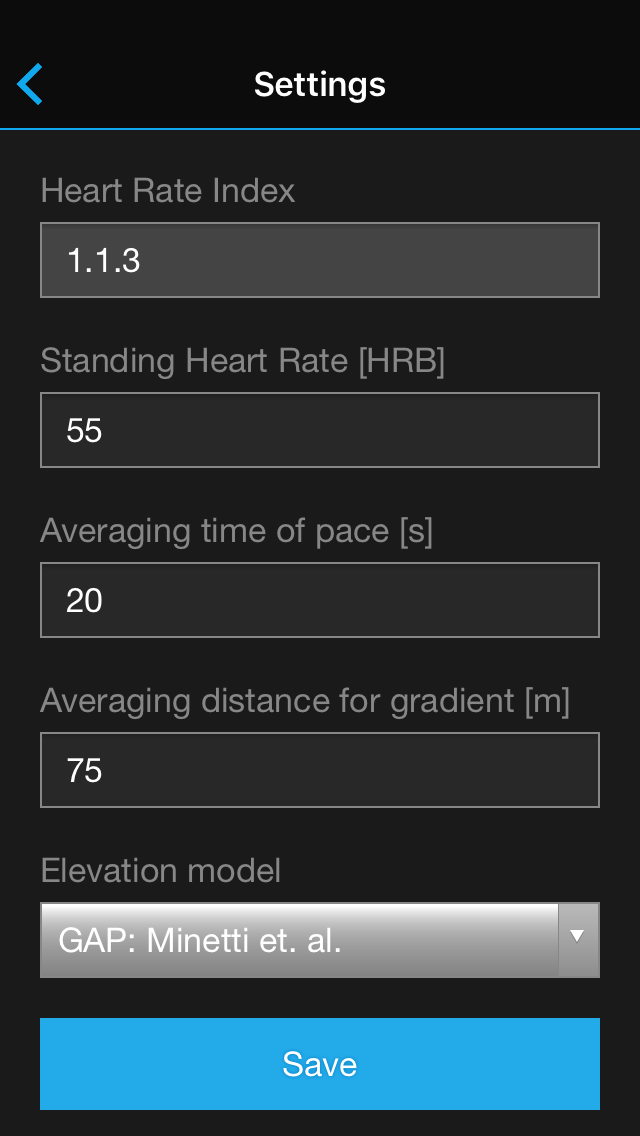 Settings
Heart Rate Index
1.1.3
Standing Heart Rate [HRB]
55
Averaging time of pace [s]
20
Averaging distance for gradient [m]
75
Elevation model
GAP: Minetti et. al.
Save